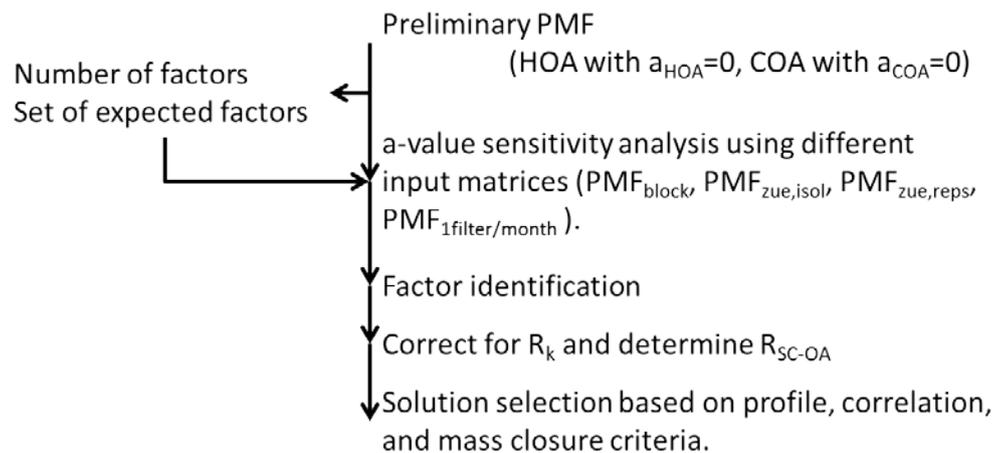 Preliminary PMF
(HOA with aHOA=0, COA with aCOA=0)
Number of factors
Set of expected factors
a-value sensitivity analysis using different
input matrices (PMFblock, PMFzue,isol, PMFzue,reps,
PMF1filter/month ).
Factor identification
Correct for Rk and determine RSC-OA
Solution selection based on profile, correlation,
and mass closure criteria.